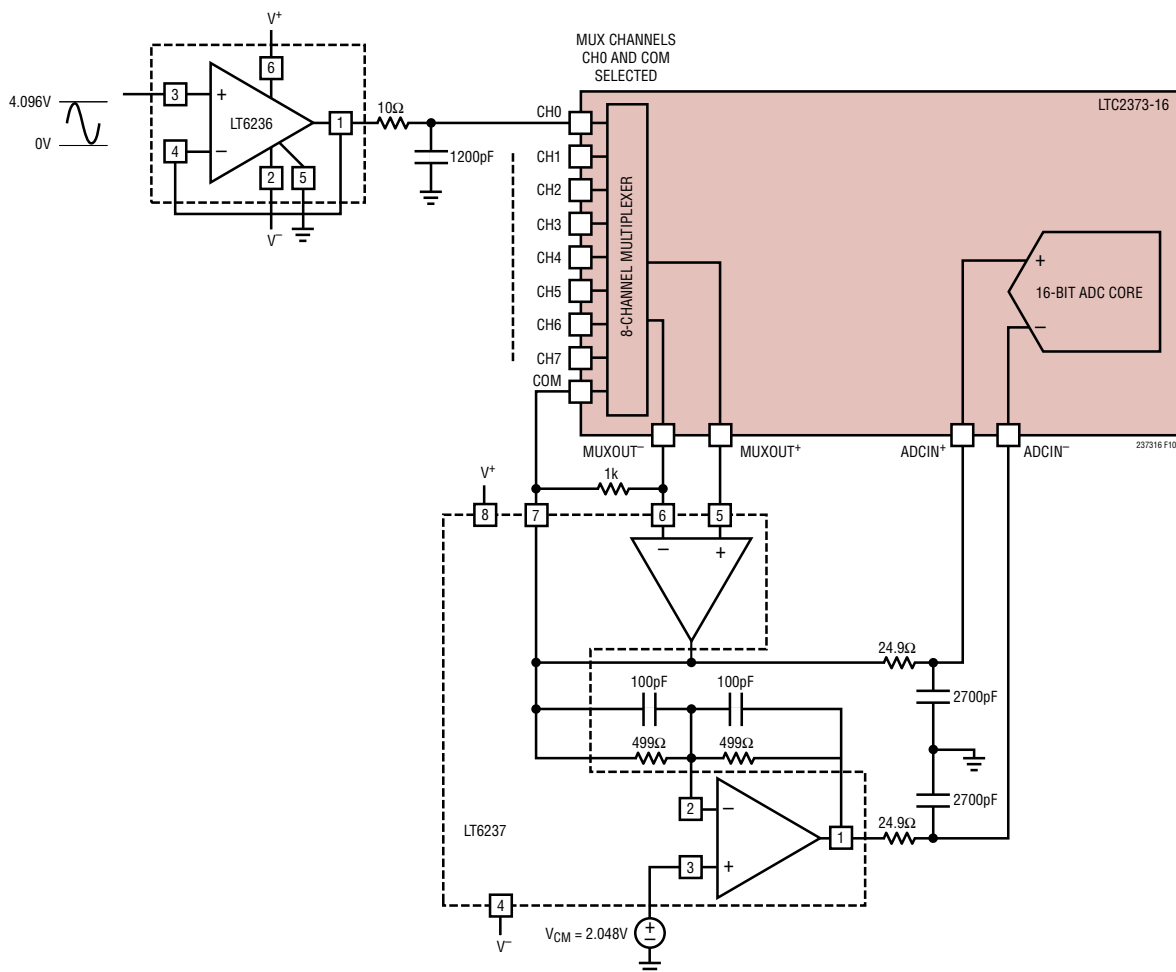 V+
MUX CHANNELS
CH0 AND COM
SELECTED
LTC2373-16
6
4.096V
0V
3
+
LT6236
1
10Ω
CH0
4
–
2
5
V–
1200pF
CH1
CH2
CH3
CH4
CH5
CH6
CH7
COM
8-CHANNEL MULTIPLEXER
+
16-BIT ADC CORE
–
MUXOUT–
MUXOUT+
ADCIN+
ADCIN–
237316 F10
1k
V+
8
7
6
5
–
+
24.9Ω
100pF
100pF
2700pF
499Ω
499Ω
2
–
2700pF
LT6237
1
24.9Ω
3
+
4
V–
VCM = 2.048V
+
–